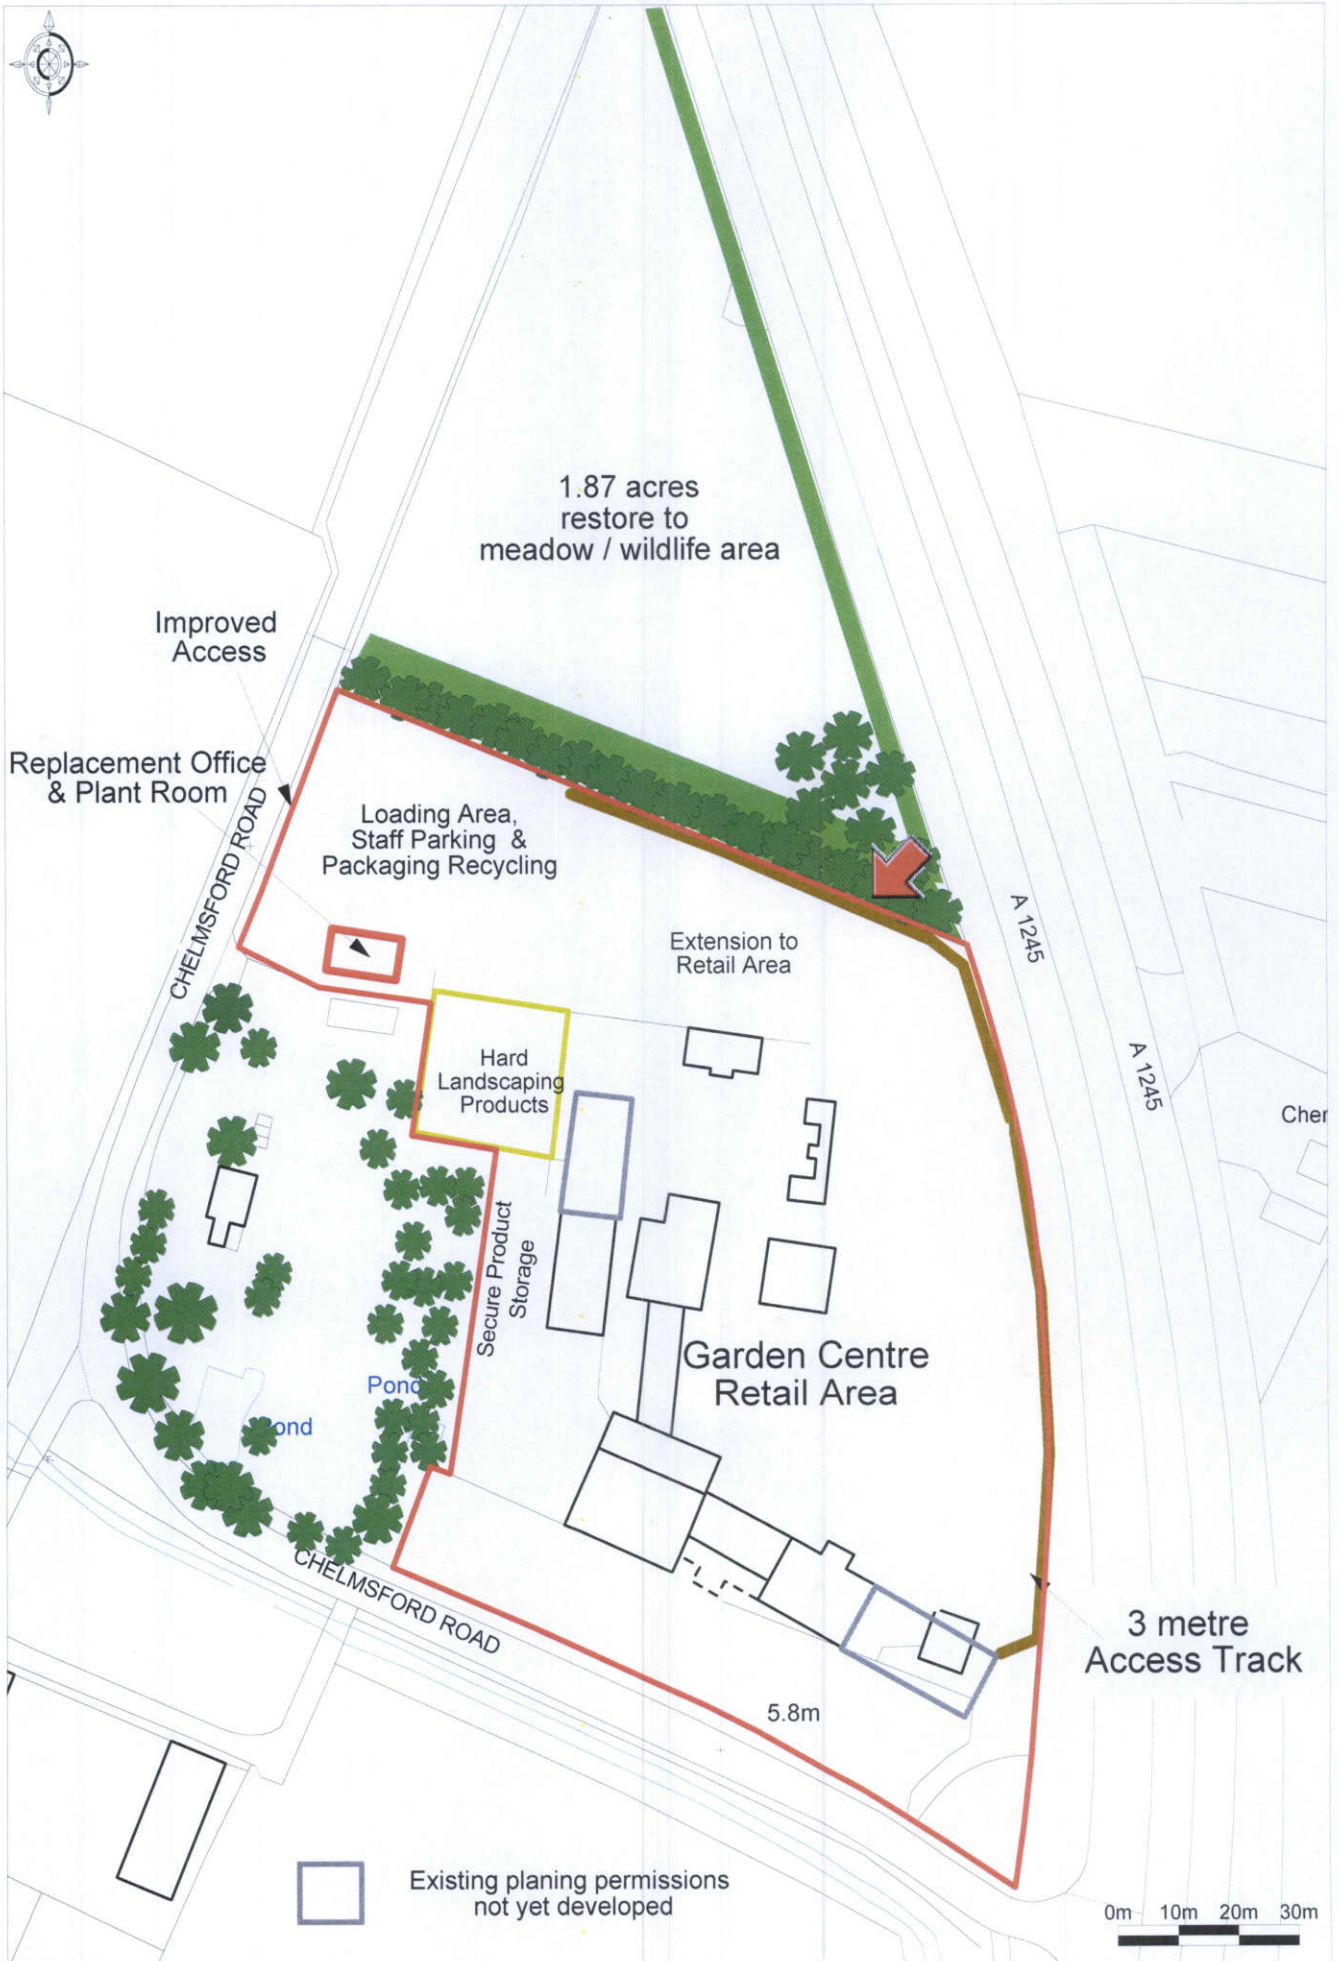 1.87 acres
restore to
meadow / wildlife area
Improved
Access
Replacement Office
& Plant Room
CHELMSFORD ROAD
Loading Area,
Staff Parking &
Packaging Recycling
Extension to
Retail Area
A 1245
A 1245
Hard
Landscaping
Products
Cher
Secure Product
Storage
Garden Centre
Retail Area
Pond
ond
CHELMSFORD ROAD
3 metre
Access Track
5.8m
Existing planing permissions
not yet developed
0m 10m 20m 30m